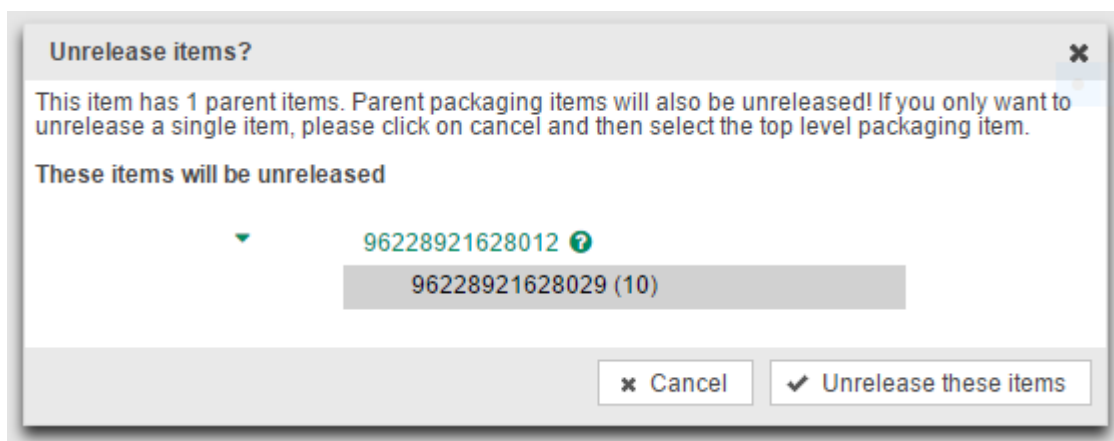 Unrelease items?
This item has 1 parent items. Parent packaging items will also be unreleased! If you only want to
unrelease a single item, please click on cancel and then select the top level packaging item.
These items will be unreleased
96228921628012
96228921628029 (10)
Cancel
Unrelease these items